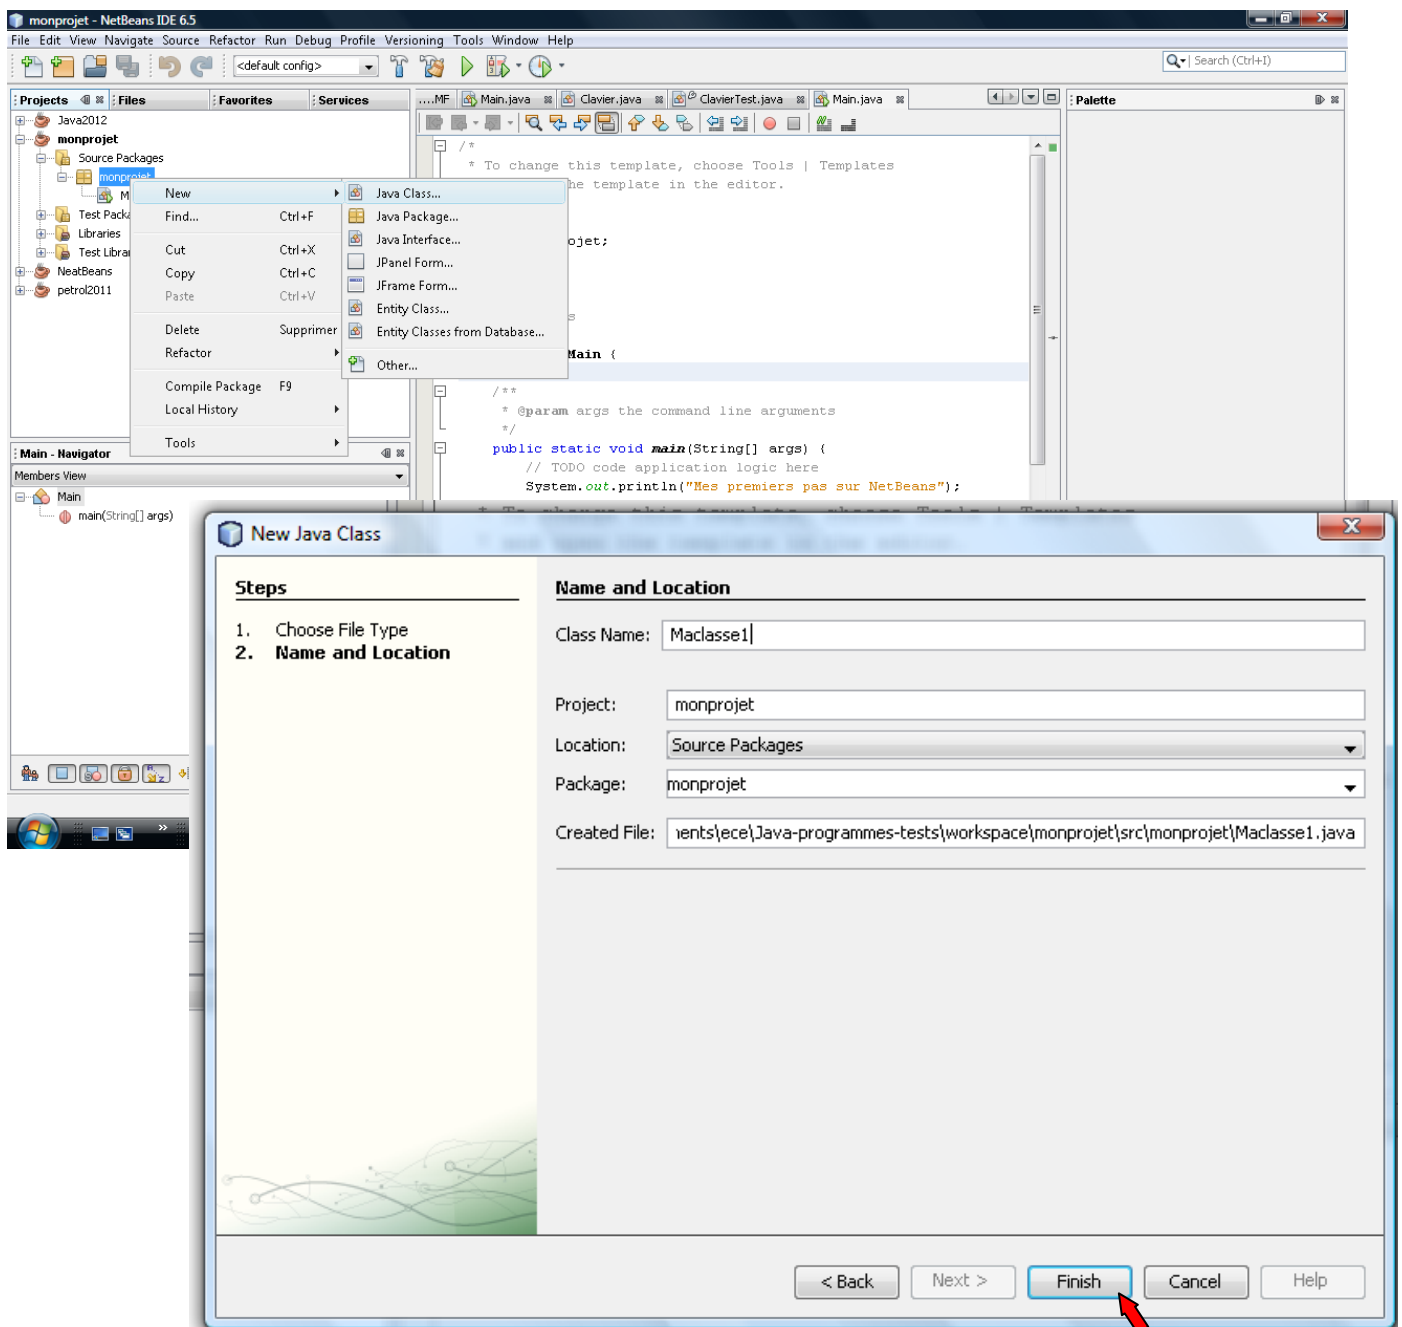 monprojet - NetBeans IDE 6.5
File Edit View Navigate Source Refactor Run Debug Profile Versioning Tools Window Help
<default config>
Search (Ctrl+I)
Projects Files Favorites Services
....MF Main.java Clavier.java ClavierTest.java Main.java
Palette
Java2012
monprojet
Source Packages
monprojet
M
Test Packa
Libraries
Test Librar
NeatBeans
petrol2011
New
Find... Ctrl+F
Cut Ctrl+X
Copy Ctrl+C
Paste Ctrl+V
Delete Supprimer
Refactor
Compile Package F9
Local History
Tools
Java Class...
Java Package...
Java Interface...
JPanel Form...
JFrame Form...
Entity Class...
Entity Classes from Database...
Other...
/*
* To change this template, choose Tools | Templates
he template in the editor.
ojet;
s
Main {
/**
* @param args the command line arguments
*/
public static void main(String[] args) {
// TODO code application logic here
System.out.println("Mes premiers pas sur NetBeans");
Main - Navigator
Members View
Main
main(String[] args)
New Java Class
Steps
1. Choose File Type
2. Name and Location
Name and Location
Class Name: Maclasse1
Project: monprojet
Location: Source Packages
Package: monprojet
Created File: nents\ece\Java-programmes-tests\workspace\monprojet\src\monprojet\Maclasse1.java
< Back Next > Finish Cancel Help